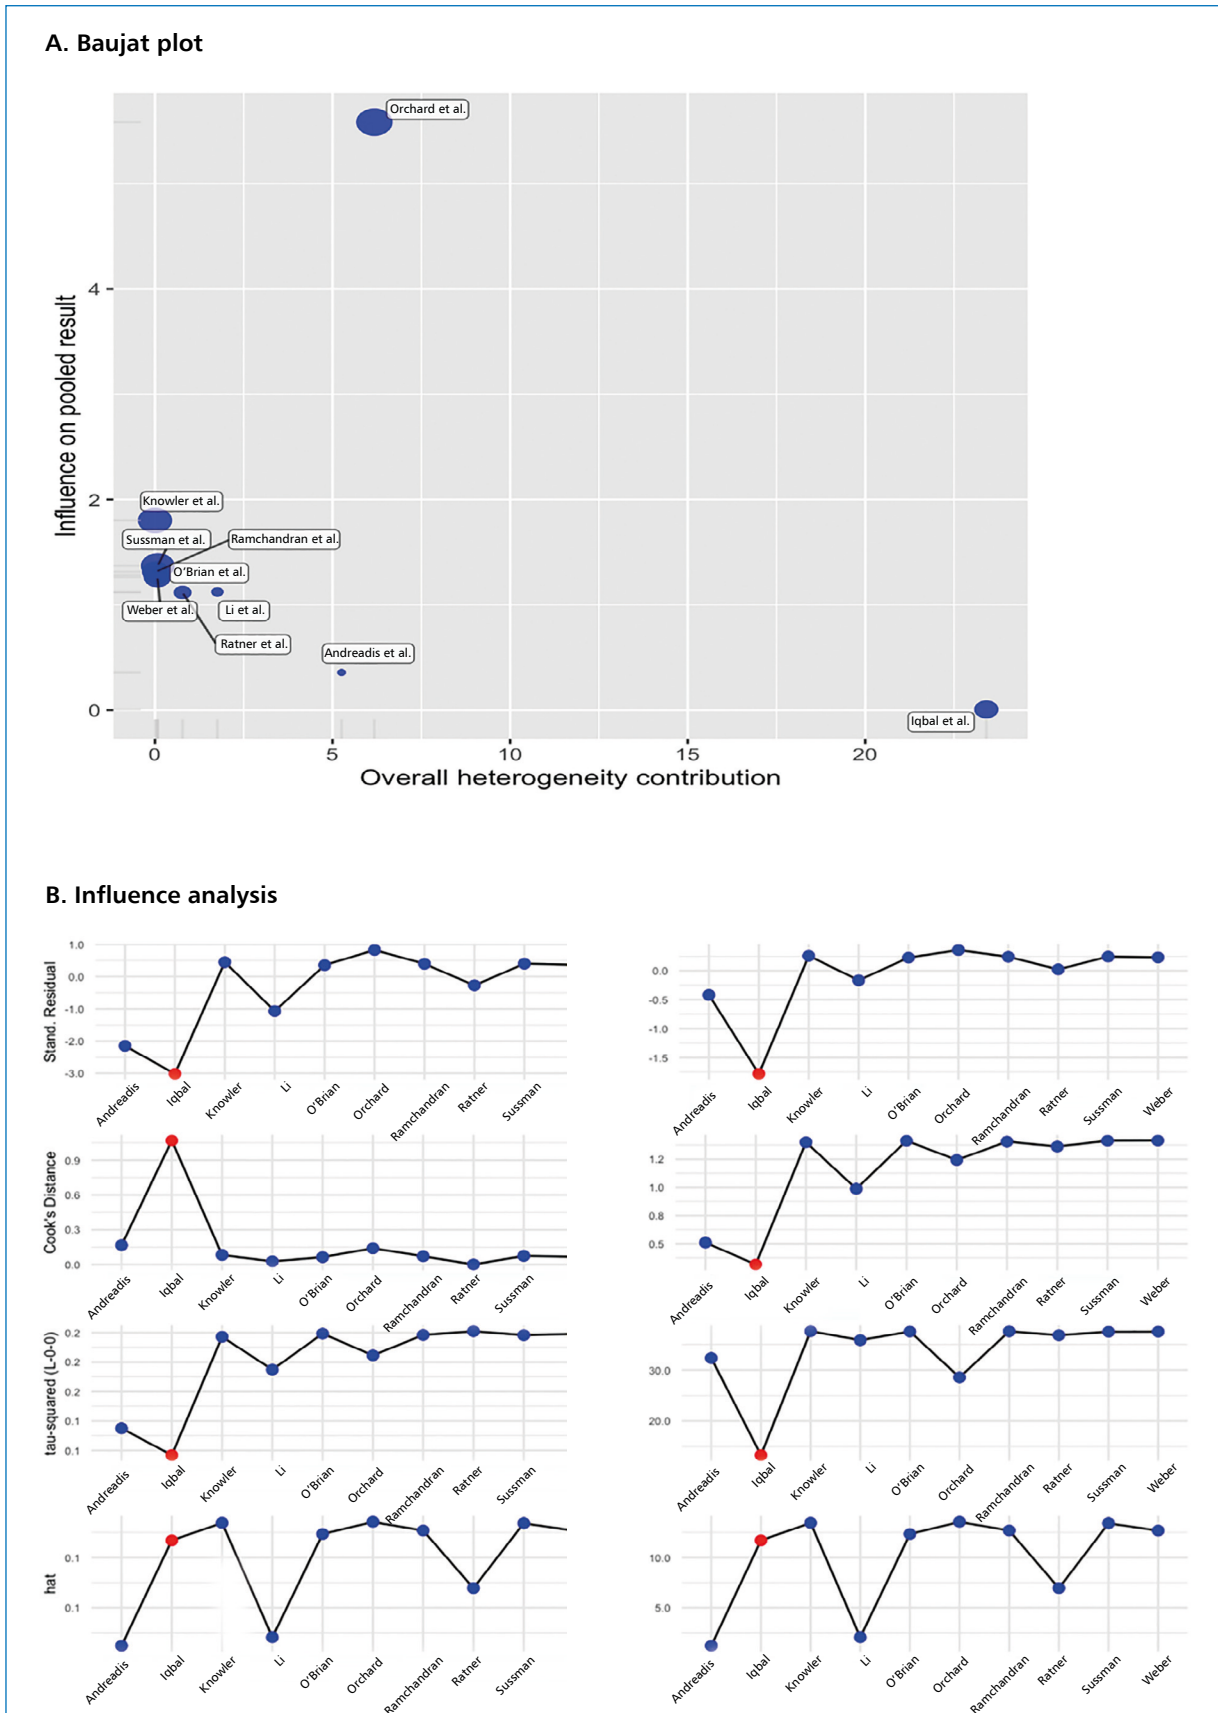 A. Baujat plot
Orchard et al.
4
Influence on pooled result
2
Knowler et al.
Sussman et al.
Ramchandran et al.
O'Brian et al.
Weber et al.
Li et al.
Ratner et al.
Andreadis et al.
0
Iqbal et al.
0 5 10 15 20
Overall heterogeneity contribution
B. Influence analysis
Stand. Residual
1.0
0.0
-1.0
-2.0
-3.0
Andreadis Iqbal Knowler Li O'Brian Orchard Ramchandran Ratner Sussman
0.0
-0.5
-1.0
-1.5
Andreadis Iqbal Knowler Li O'Brian Orchard Ramchandran Ratner Sussman Weber
Cook's Distance
0.9
0.6
0.3
0.0
Andreadis Iqbal Knowler Li O'Brian Orchard Ramchandran Ratner Sussman
1.2
1.0
0.8
0.5
Andreadis Iqbal Knowler Li O'Brian Orchard Ramchandran Ratner Sussman Weber
tau-squared (L-0-0)
0.2
0.2
0.2
0.1
0.1
Andreadis Iqbal Knowler Li O'Brian Orchard Ramchandran Ratner Sussman
30.0
20.0
Andreadis Iqbal Knowler Li O'Brian Orchard Ramchandran Ratner Sussman Weber
hat
0.1
0.1
Andreadis Iqbal Knowler Li O'Brian Orchard Ramchandran Ratner Sussman
10.0
5.0
Andreadis Iqbal Knowler Li O'Brian Orchard Ramchandran Ratner Sussman Weber